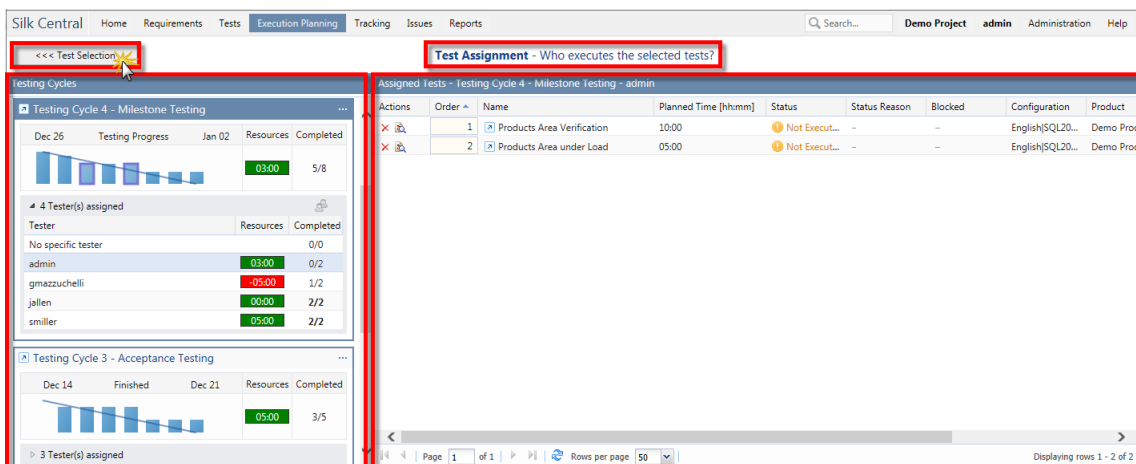 Silk Central Home Requirements Tests Execution Planning Tracking Issues Reports Search... Demo Project admin Administration Help
<<< Test Selection Test Assignment - Who executes the selected tests?
Testing Cycles
Testing Cycle 4 - Milestone Testing ...
Dec 26 Testing Progress Jan 02 Resources Completed
03:00 5/8
4 Tester(s) assigned
Tester Resources Completed
No specific tester 0/0
admin 03:00 0/2
gmazzuchelli -05:00 1/2
jallen 00:00 2/2
smiller 05:00 2/2
Testing Cycle 3 - Acceptance Testing ...
Dec 14 Finished Dec 21 Resources Completed
05:00 3/5
3 Tester(s) assigned
Assigned Tests - Testing Cycle 4 - Milestone Testing - admin
Actions Order Name Planned Time [hh:mm] Status Status Reason Blocked Configuration Product
1 Products Area Verification 10:00 Not Execut... – – English|SQL20... Demo Prod
2 Products Area under Load 05:00 Not Execut... – – English|SQL20... Demo Prod
Page 1 of 1 Rows per page 50 Displaying rows 1 - 2 of 2